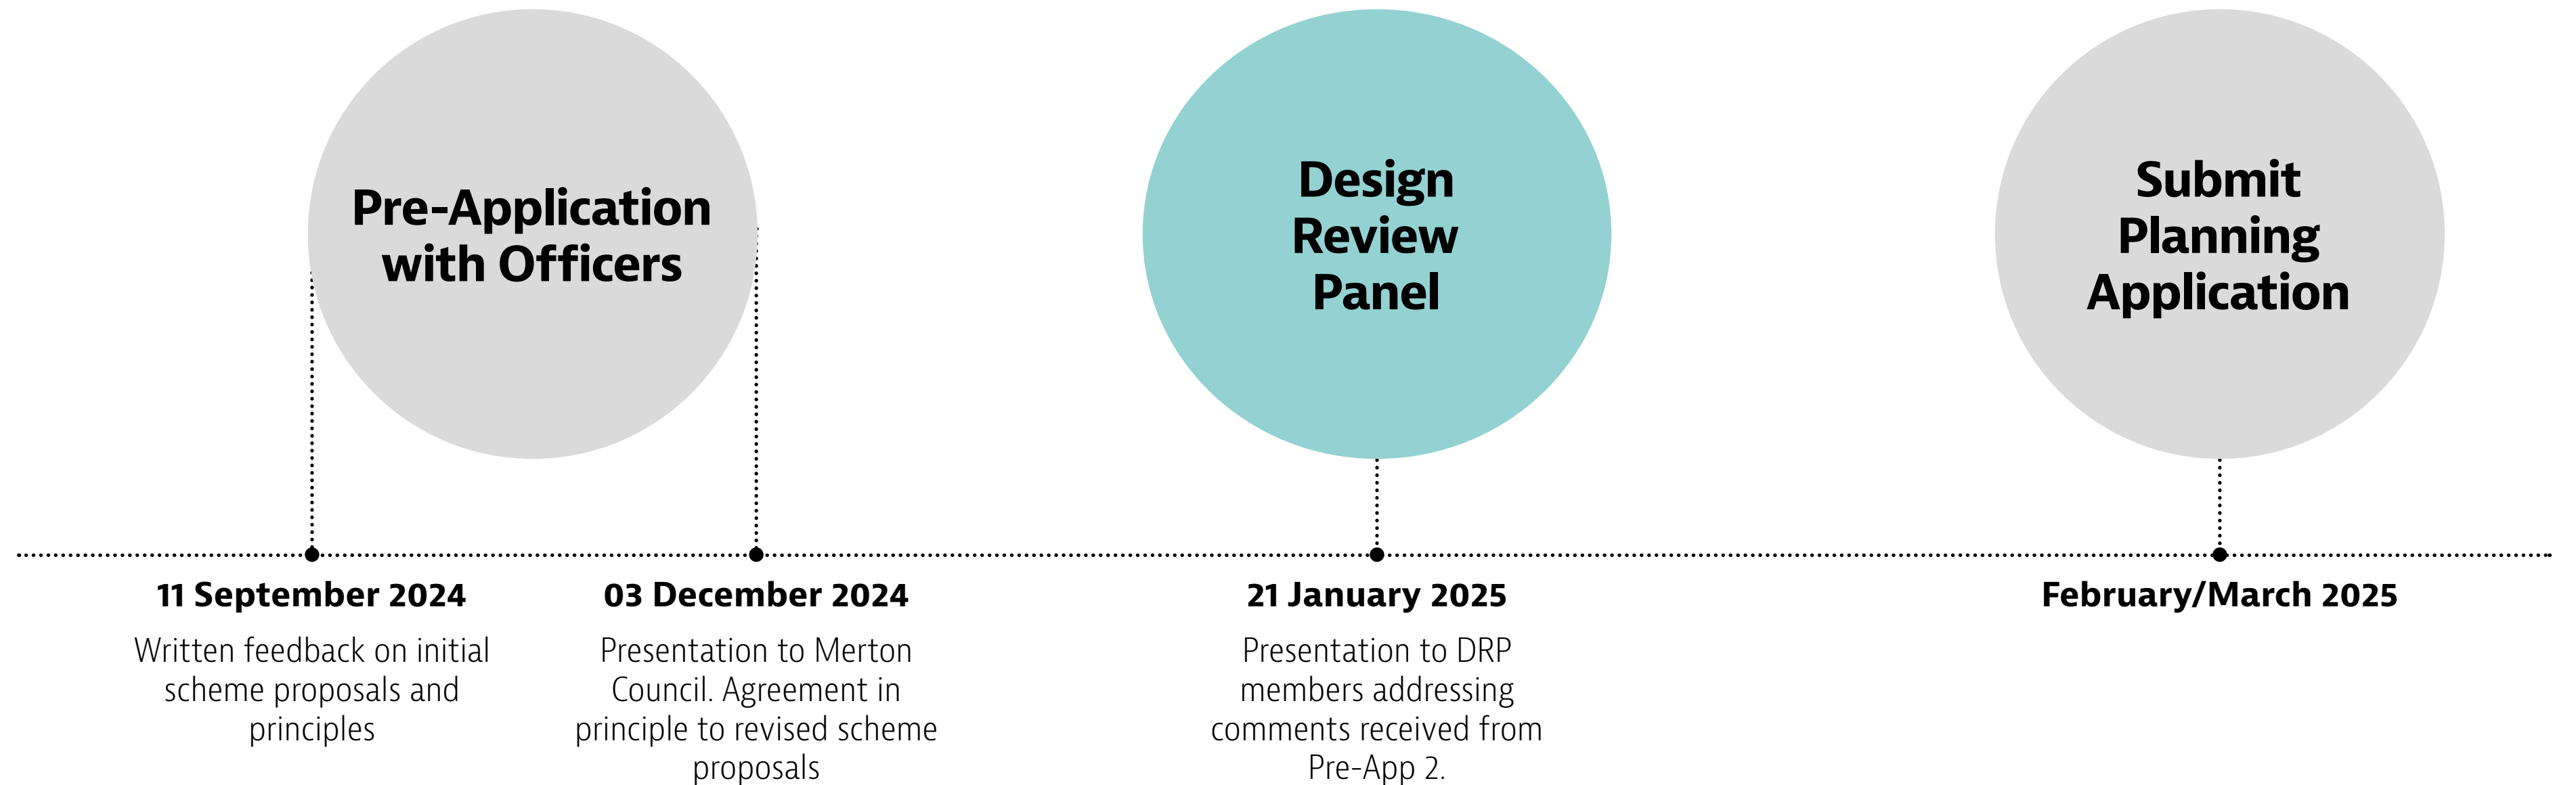 Pre-Application
with Officers
Design
Review
Panel
Submit
Planning
Application
11 September 2024
Written feedback on initial
scheme proposals and
principles
03 December 2024
Presentation to Merton
Council. Agreement in
principle to revised scheme
proposals
21 January 2025
Presentation to DRP
members addressing
comments received from
Pre-App 2.
February/March 2025